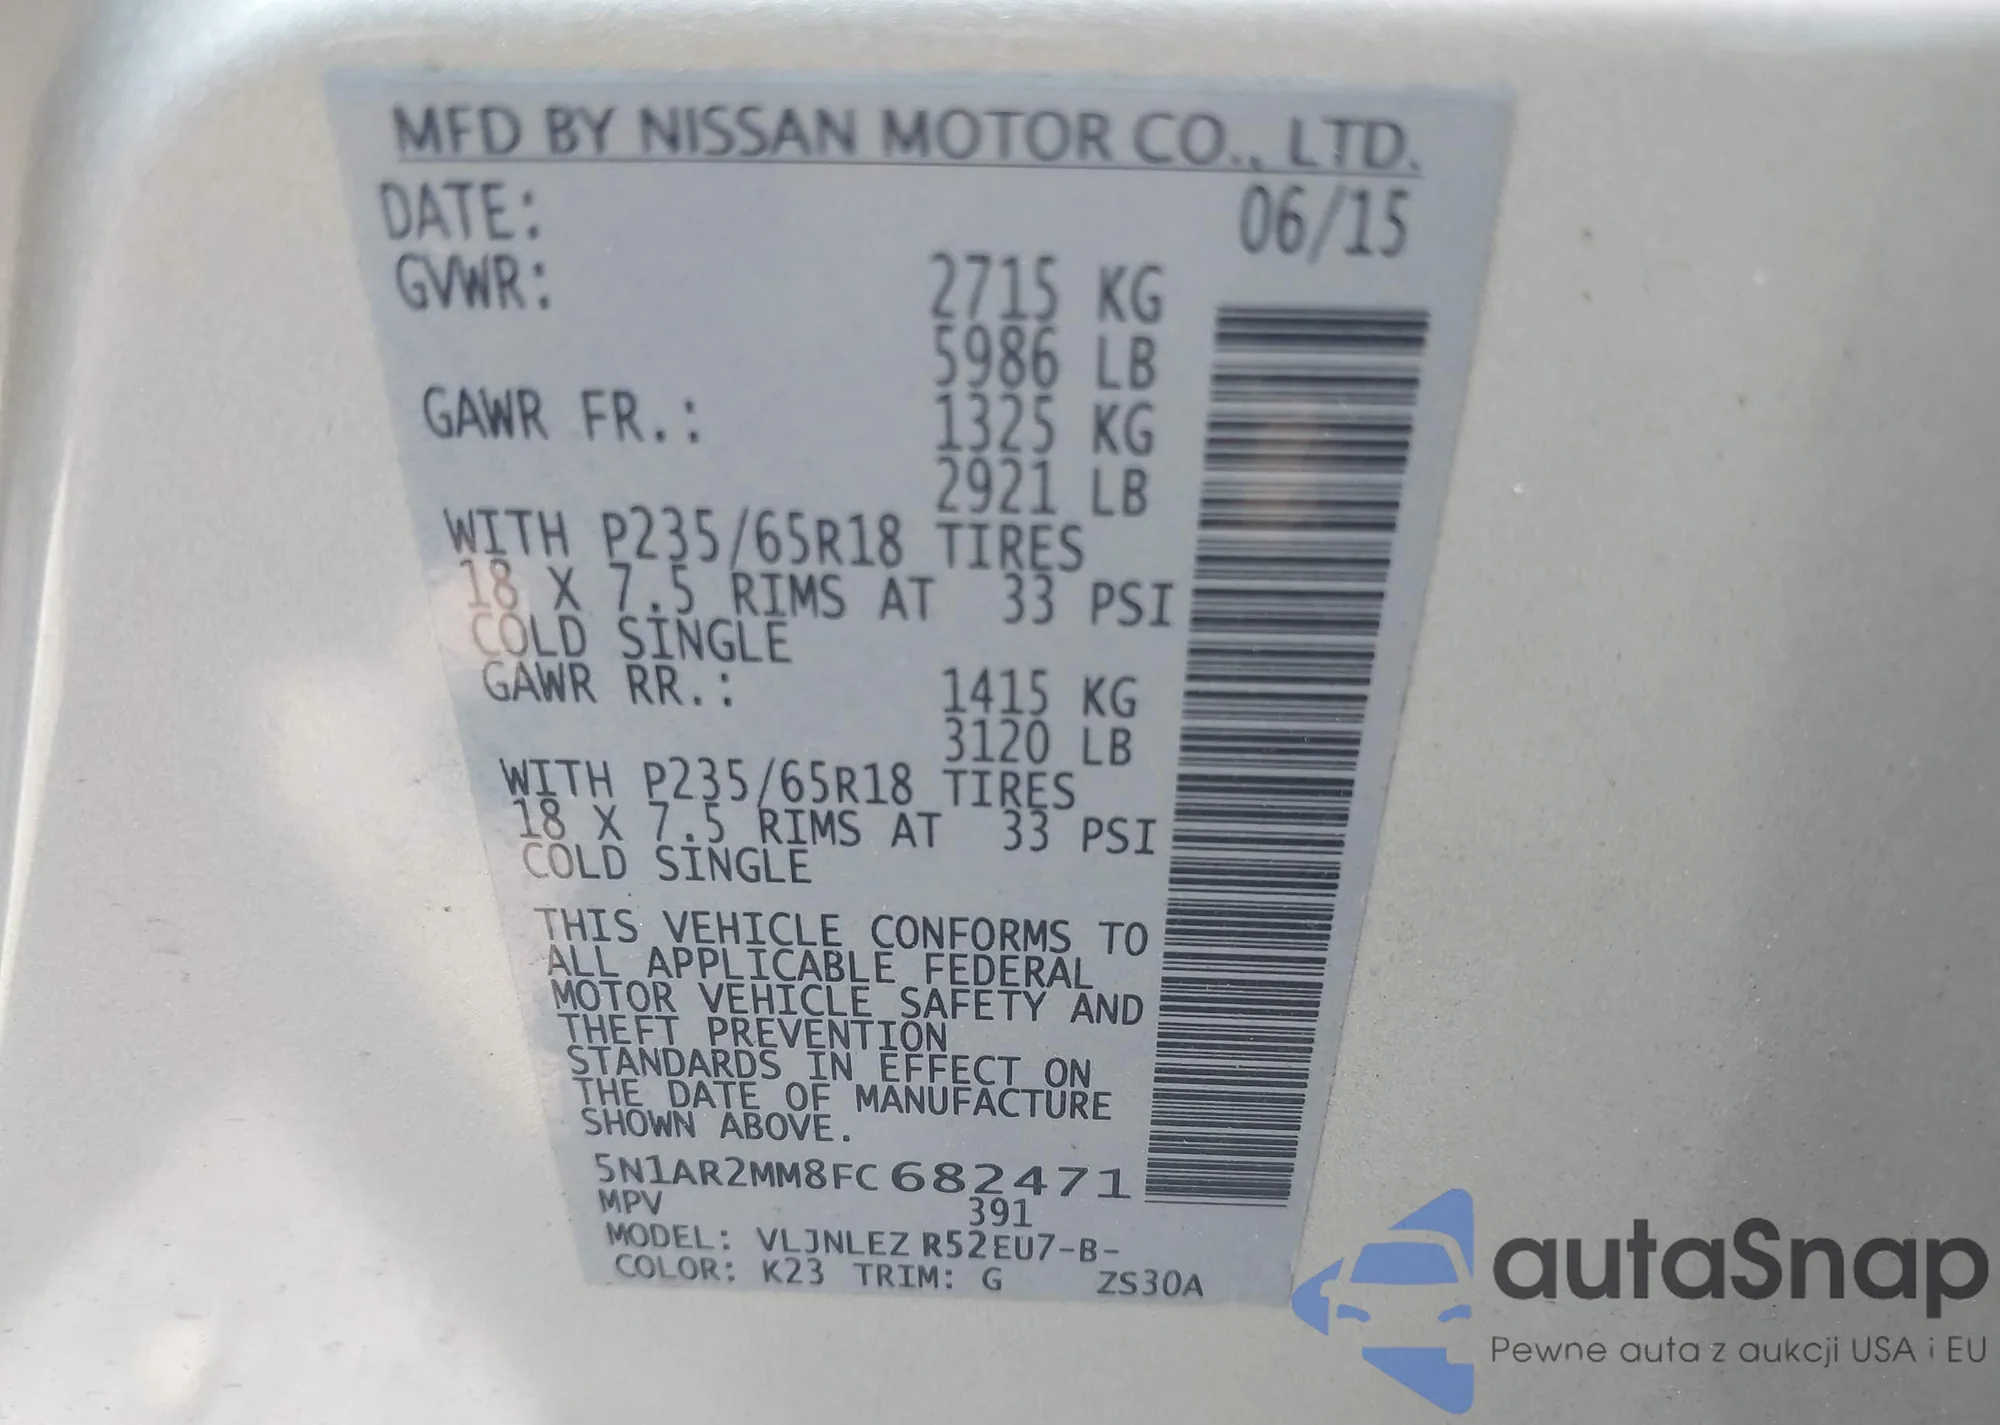 MFD BY NISSAN MOTOR CO., LTD.
DATE: 06/15
GVWR: 2715 KG
5986 LB
GAWR FR.: 1325 KG
2921 LB
WITH P235/65R18 TIRES
18 X 7.5 RIMS AT 33 PSI
COLD SINGLE
GAWR RR.: 1415 KG
3120 LB
WITH P235/65R18 TIRES
18 X 7.5 RIMS AT 33 PSI
COLD SINGLE
THIS VEHICLE CONFORMS TO
ALL APPLICABLE FEDERAL
MOTOR VEHICLE SAFETY AND
THEFT PREVENTION
STANDARDS IN EFFECT ON
THE DATE OF MANUFACTURE
SHOWN ABOVE.
5N1AR2MM8FC682471
MPV 391
MODEL: VLJNLEZ R52EU7-B-
COLOR: K23 TRIM: G ZS30A
autaSnap
Pewne auta z aukcji USA i EU